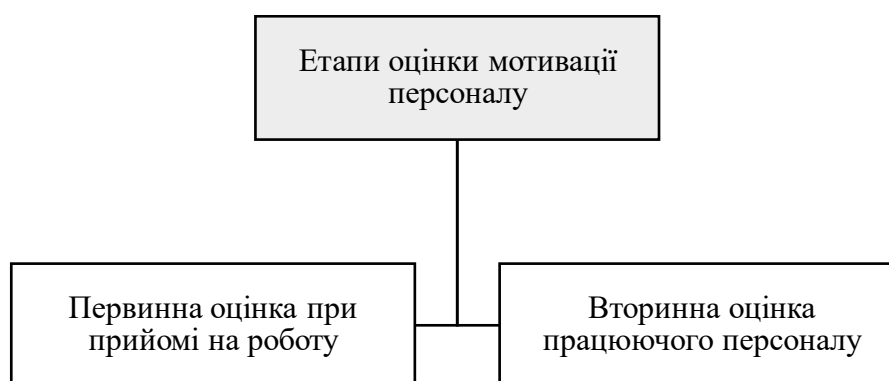 Етапи оцінки мотивації
персоналу
Первинна оцінка при
прийомі на роботу
Вторинна оцінка
працюючого персоналу